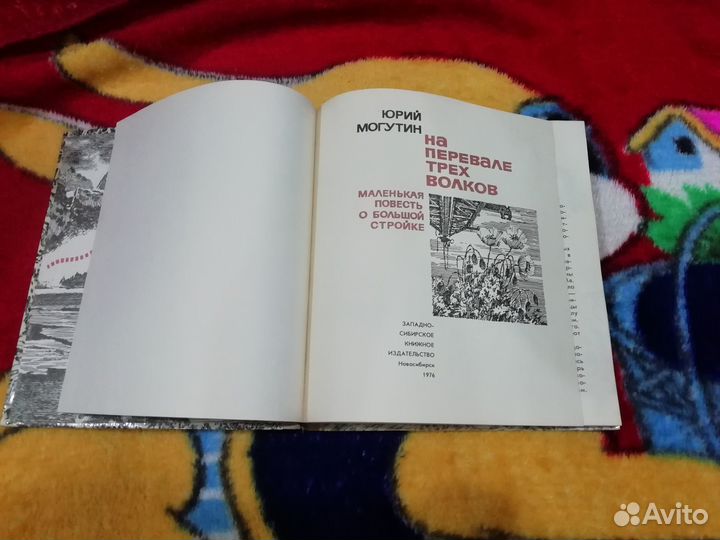 ЮРИЙ
МОГУТИН
НА
ПЕРЕВАЛЕ
ТРЕХ
ВОЛКОВ
МАЛЕНЬКАЯ
ПОВЕСТЬ
О БОЛЬШОЙ
СТРОЙКЕ
ЗАПАДНО-
СИБИРСКОЕ
КНИЖНОЕ
ИЗДАТЕЛЬСТВО
Новосибирск
1976
Avito